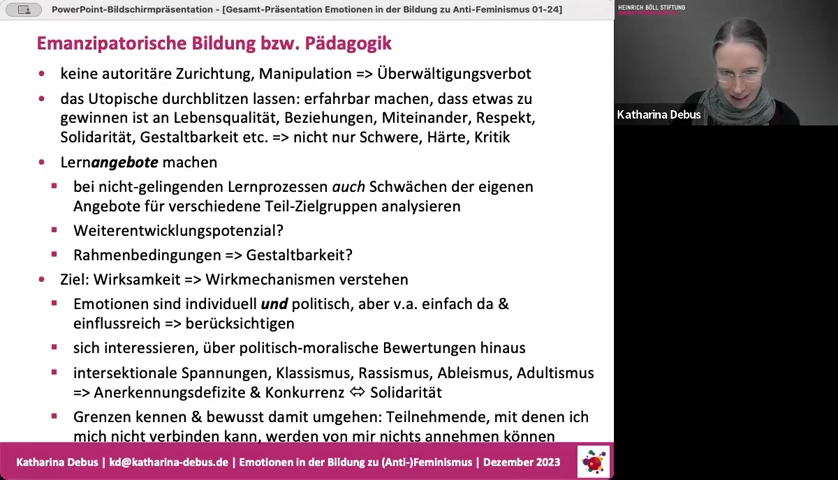 PowerPoint-Bildschirmpräsentation - [Gesamt-Präsentation Emotionen in der Bildung zu Anti-Feminismus 01-24]
HEINRICH BÖLL STIFTUNG
Emanzipatorische Bildung bzw. Pädagogik
• keine autoritäre Zurichtung, Manipulation => Überwältigungsverbot
• das Utopische durchblitzen lassen: erfahrbar machen, dass etwas zu
gewinnen ist an Lebensqualität, Beziehungen, Miteinander, Respekt,
Solidarität, Gestaltbarkeit etc. => nicht nur Schwere, Härte, Kritik
Katharina Debus
• Lernangebote machen
▪ bei nicht-gelingenden Lernprozessen auch Schwächen der eigenen
Angebote für verschiedene Teil-Zielgruppen analysieren
▪ Weiterentwicklungspotenzial?
▪ Rahmenbedingungen => Gestaltbarkeit?
• Ziel: Wirksamkeit => Wirkmechanismen verstehen
▪ Emotionen sind individuell und politisch, aber v.a. einfach da &
einflussreich => berücksichtigen
▪ sich interessieren, über politisch-moralische Bewertungen hinaus
▪ intersektionale Spannungen, Klassismus, Rassismus, Ableismus, Adultismus
=> Anerkennungsdefizite & Konkurrenz ⇔ Solidarität
▪ Grenzen kennen & bewusst damit umgehen: Teilnehmende, mit denen ich
mich nicht verbinden kann, werden von mir nichts annehmen können
Katharina Debus | kd@katharina-debus.de | Emotionen in der Bildung zu (Anti-)Feminismus | Dezember 2023